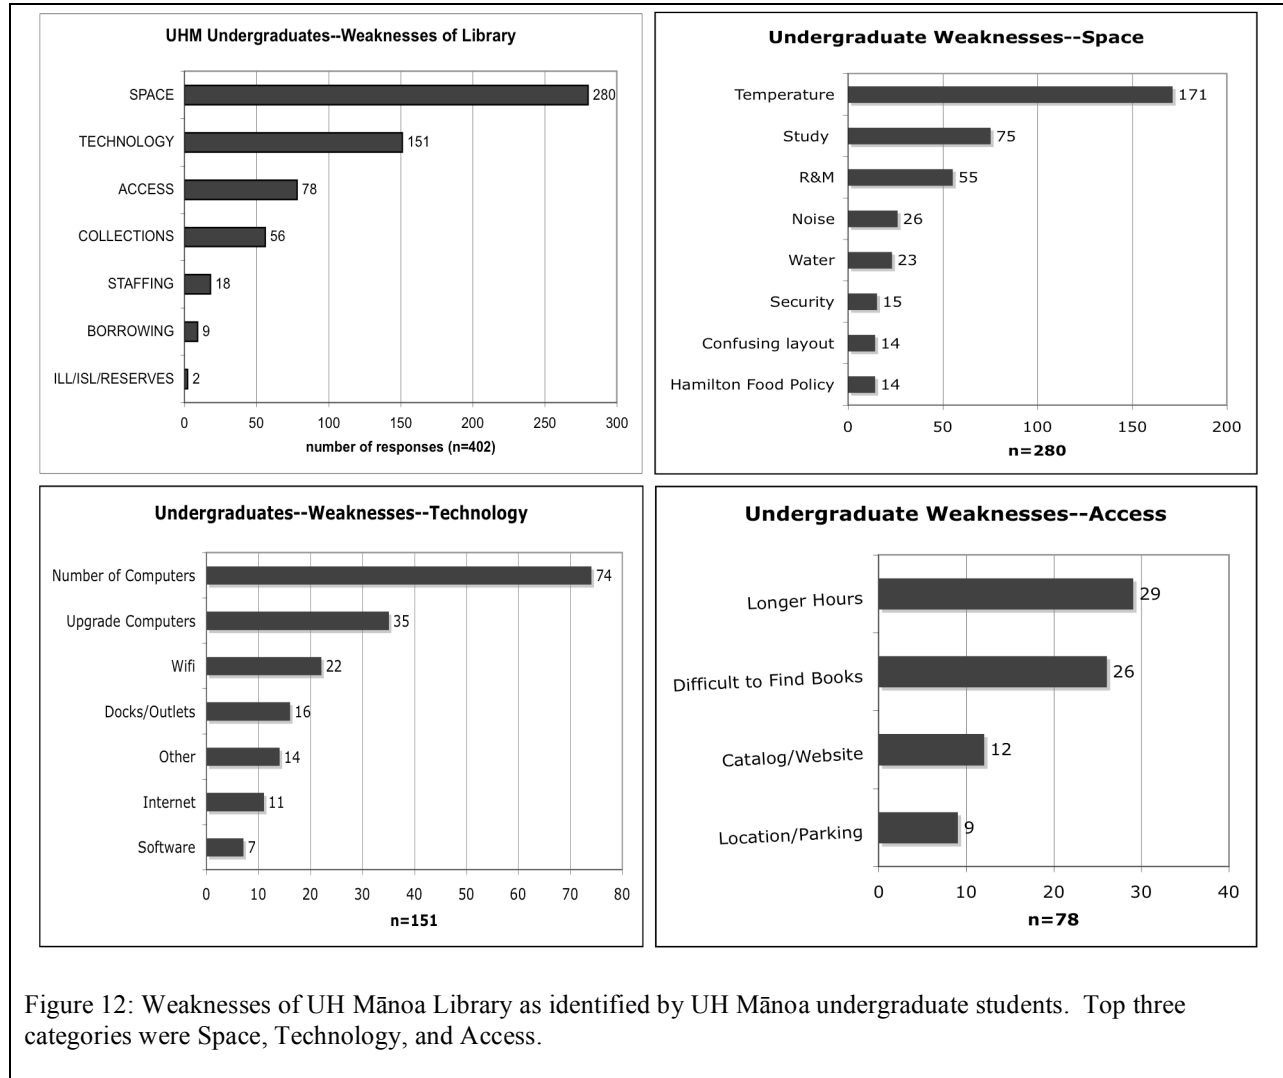 UHM Undergraduates--Weaknesses of Library
SPACE 280
TECHNOLOGY 151
ACCESS 78
COLLECTIONS 56
STAFFING 18
BORROWING 9
ILL/ISL/RESERVES 2
0 50 100 150 200 250 300
number of responses (n=402)
Undergraduate Weaknesses--Space
Temperature 171
Study 75
R&M 55
Noise 26
Water 23
Security 15
Confusing layout 14
Hamilton Food Policy 14
0 50 100 150 200
n=280
Undergraduates--Weaknesses--Technology
Number of Computers 74
Upgrade Computers 35
Wifi 22
Docks/Outlets 16
Other 14
Internet 11
Software 7
0 10 20 30 40 50 60 70 80
n=151
Undergraduate Weaknesses--Access
Longer Hours 29
Difficult to Find Books 26
Catalog/Website 12
Location/Parking 9
0 10 20 30 40
n=78
Figure 12: Weaknesses of UH Mānoa Library as identified by UH Mānoa undergraduate students.  Top three
categories were Space, Technology, and Access.